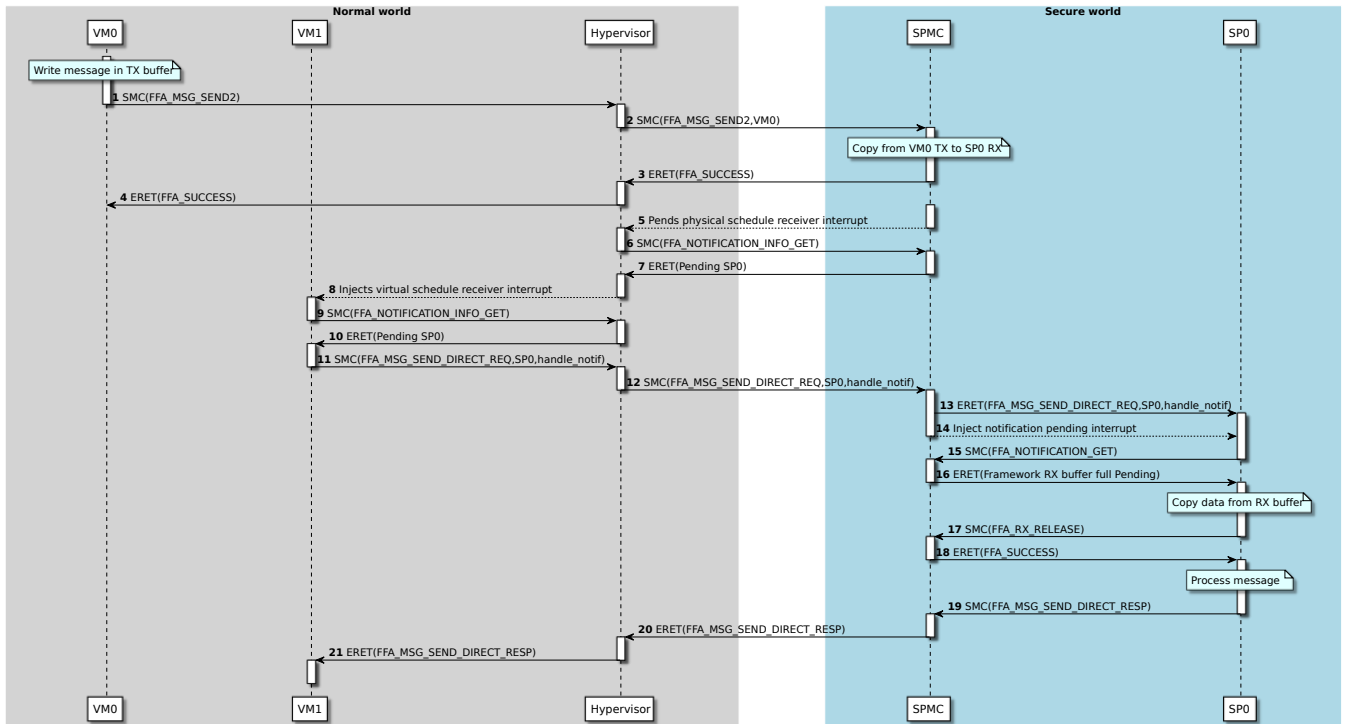 Normal world
Secure world
VM0
VM1
Hypervisor
SPMC
SP0
Write message in TX buffer
1 SMC(FFA_MSG_SEND2)
2 SMC(FFA_MSG_SEND2,VM0)
Copy from VM0 TX to SP0 RX
3 ERET(FFA_SUCCESS)
4 ERET(FFA_SUCCESS)
5 Pends physical schedule receiver interrupt
6 SMC(FFA_NOTIFICATION_INFO_GET)
7 ERET(Pending SP0)
8 Injects virtual schedule receiver interrupt
9 SMC(FFA_NOTIFICATION_INFO_GET)
10 ERET(Pending SP0)
11 SMC(FFA_MSG_SEND_DIRECT_REQ,SP0,handle_notif)
12 SMC(FFA_MSG_SEND_DIRECT_REQ,SP0,handle_notif)
13 ERET(FFA_MSG_SEND_DIRECT_REQ,SP0,handle_notif)
14 Inject notification pending interrupt
15 SMC(FFA_NOTIFICATION_GET)
16 ERET(Framework RX buffer full Pending)
Copy data from RX buffer
17 SMC(FFA_RX_RELEASE)
18 ERET(FFA_SUCCESS)
Process message
19 SMC(FFA_MSG_SEND_DIRECT_RESP)
20 ERET(FFA_MSG_SEND_DIRECT_RESP)
21 ERET(FFA_MSG_SEND_DIRECT_RESP)
VM0
VM1
Hypervisor
SPMC
SP0